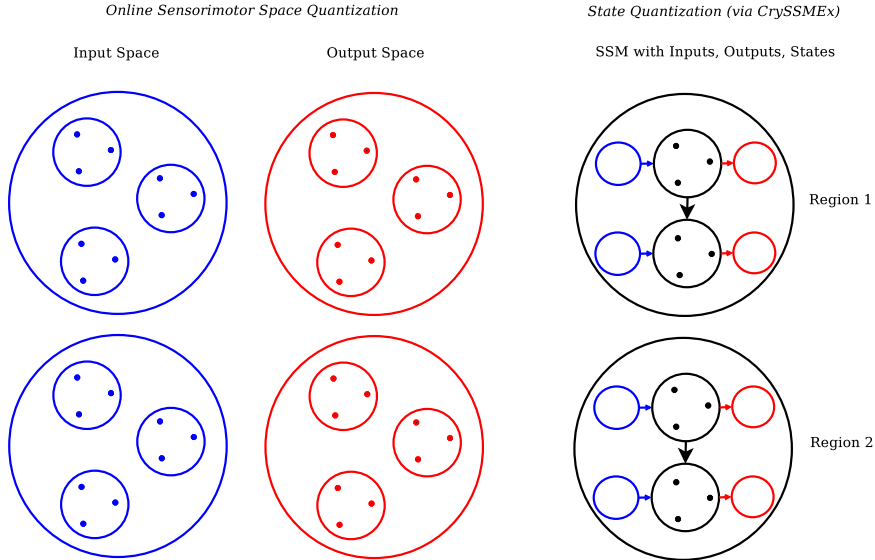 Online Sensorimotor Space Quantization
State Quantization (via CrySSMEx)
Input Space
Output Space
SSM with Inputs, Outputs, States
Region 1
Region 2